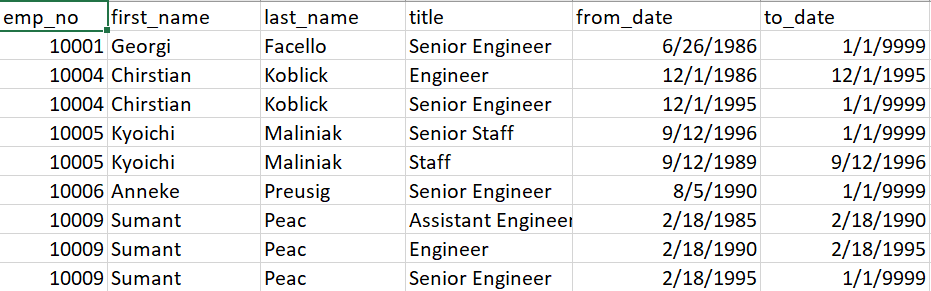 emp_no first_name last_name title from_date to_date
10001 Georgi Facello Senior Engineer 6/26/1986 1/1/9999
10004 Chirstian Koblick Engineer 12/1/1986 12/1/1995
10004 Chirstian Koblick Senior Engineer 12/1/1995 1/1/9999
10005 Kyoichi Maliniak Senior Staff 9/12/1996 1/1/9999
10005 Kyoichi Maliniak Staff 9/12/1989 9/12/1996
10006 Anneke Preusig Senior Engineer 8/5/1990 1/1/9999
10009 Sumant Peac Assistant Engineer 2/18/1985 2/18/1990
10009 Sumant Peac Engineer 2/18/1990 2/18/1995
10009 Sumant Peac Senior Engineer 2/18/1995 1/1/9999